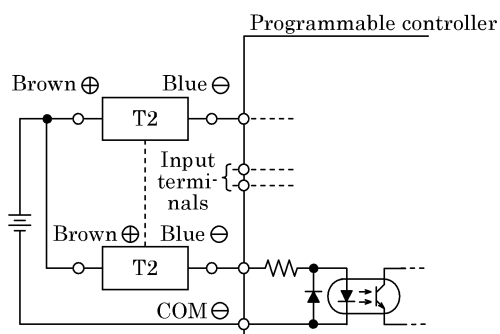 Programmable controller
Brown ⊕ Blue ⊖
T2
Input
termi-
nals
Brown ⊕ Blue ⊖
T2
COM ⊖